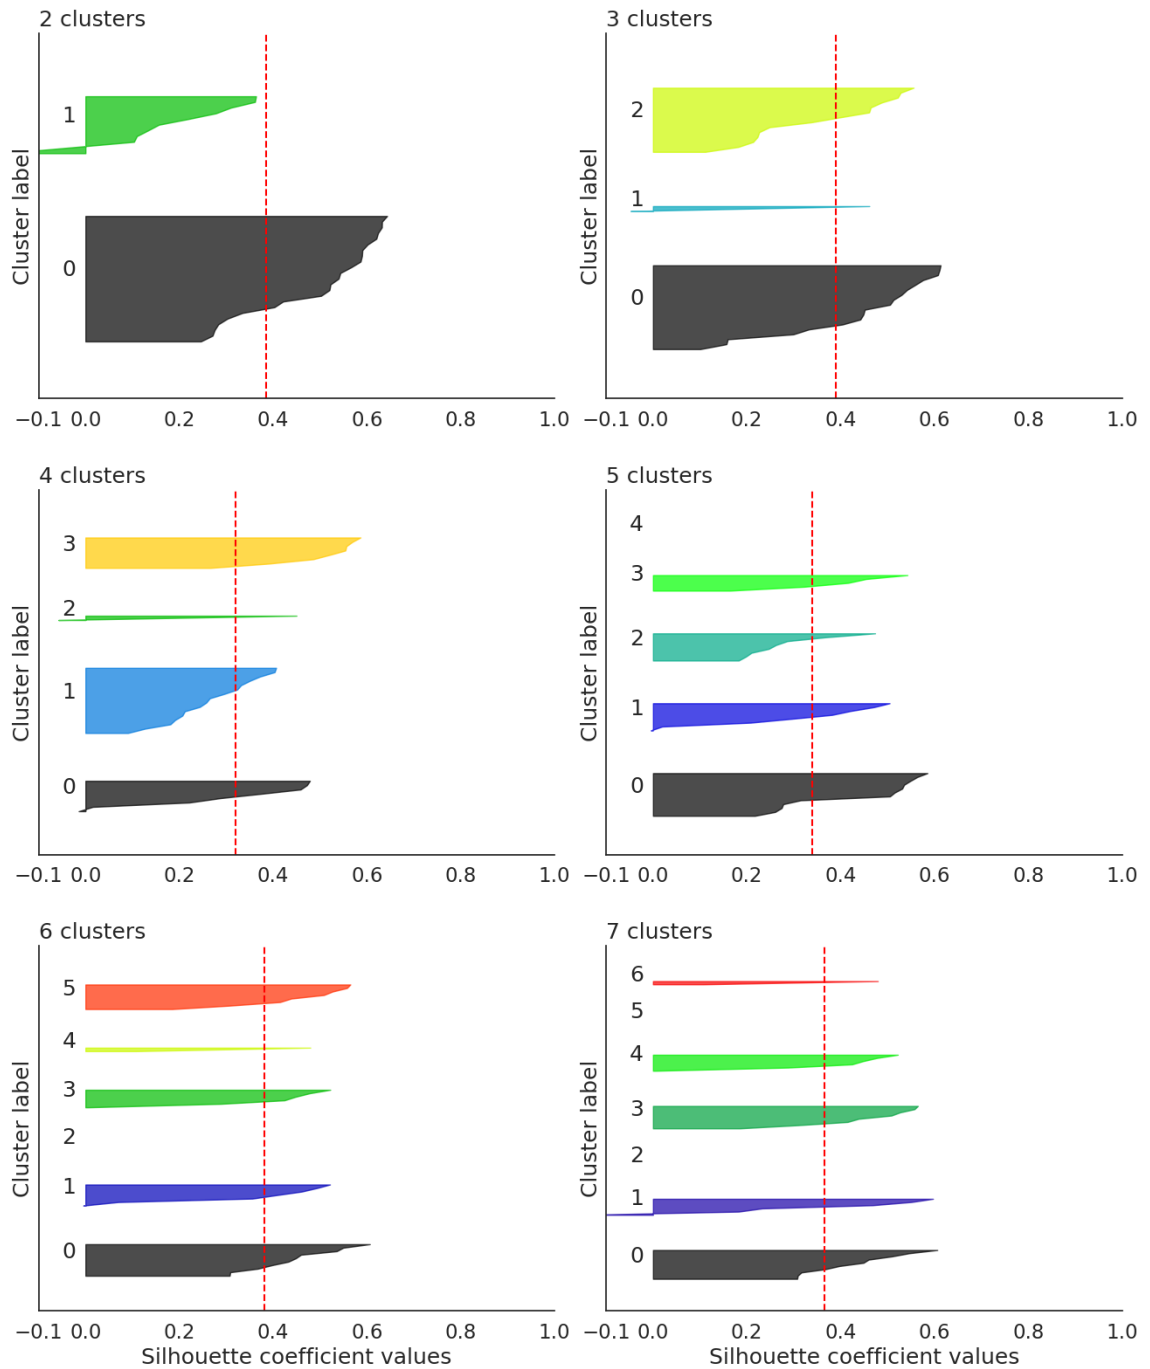 2 clusters
Cluster label
1
0
−0.1 0.0 0.2 0.4 0.6 0.8 1.0
3 clusters
Cluster label
2
1
0
−0.1 0.0 0.2 0.4 0.6 0.8 1.0
4 clusters
Cluster label
3
2
1
0
−0.1 0.0 0.2 0.4 0.6 0.8 1.0
5 clusters
Cluster label
4
3
2
1
0
−0.1 0.0 0.2 0.4 0.6 0.8 1.0
6 clusters
Cluster label
5
4
3
2
1
0
−0.1 0.0 0.2 0.4 0.6 0.8 1.0
Silhouette coefficient values
7 clusters
Cluster label
6
5
4
3
2
1
0
−0.1 0.0 0.2 0.4 0.6 0.8 1.0
Silhouette coefficient values